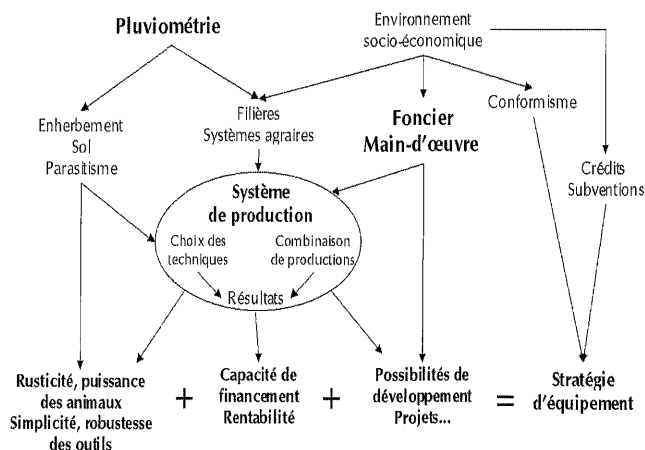 Pluviométrie
Environnement
socio-économique
Enherbement
Sol
Parasitisme
Filières
Systèmes agraires
Foncier
Main-d'œuvre
Conformisme
Crédits
Subventions
Système
de production
Choix des
techniques
Combinaison
de productions
Résultats
Rusticité, puissance
des animaux
Simplicité, robustesse
des outils
+
Capacité de
financement
Rentabilité
+
Possibilités de
développement
Projets...
=
Stratégie
d'équipement